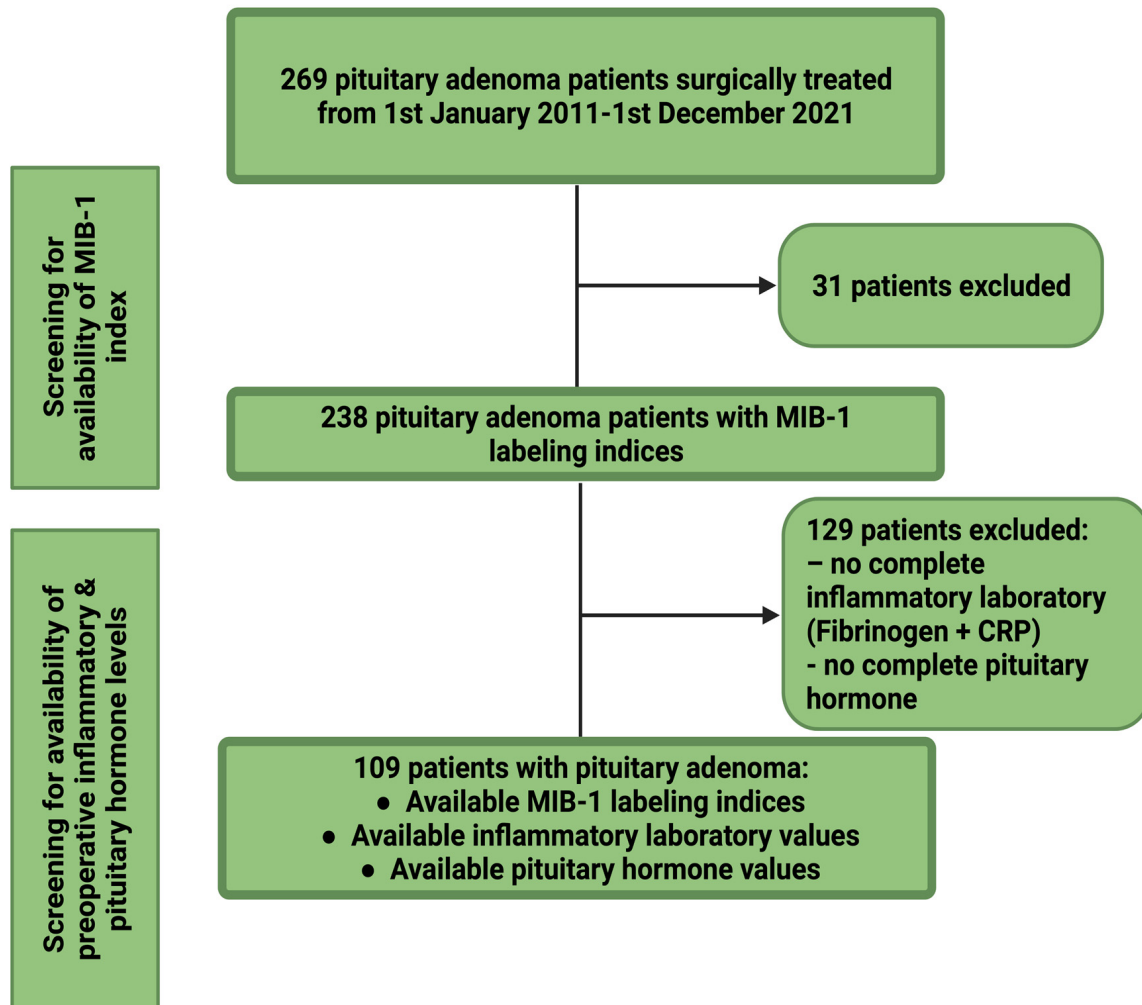 269 pituitary adenoma patients surgically treated
from 1st January 2011-1st December 2021
Screening for
availability of MIB-1
index
31 patients excluded
238 pituitary adenoma patients with MIB-1
labeling indices
Screening for availability of
preoperative inflammatory &
pituitary hormone levels
129 patients excluded:
– no complete
inflammatory laboratory
(Fibrinogen + CRP)
- no complete pituitary
hormone
109 patients with pituitary adenoma:
● Available MIB-1 labeling indices
● Available inflammatory laboratory values
● Available pituitary hormone values